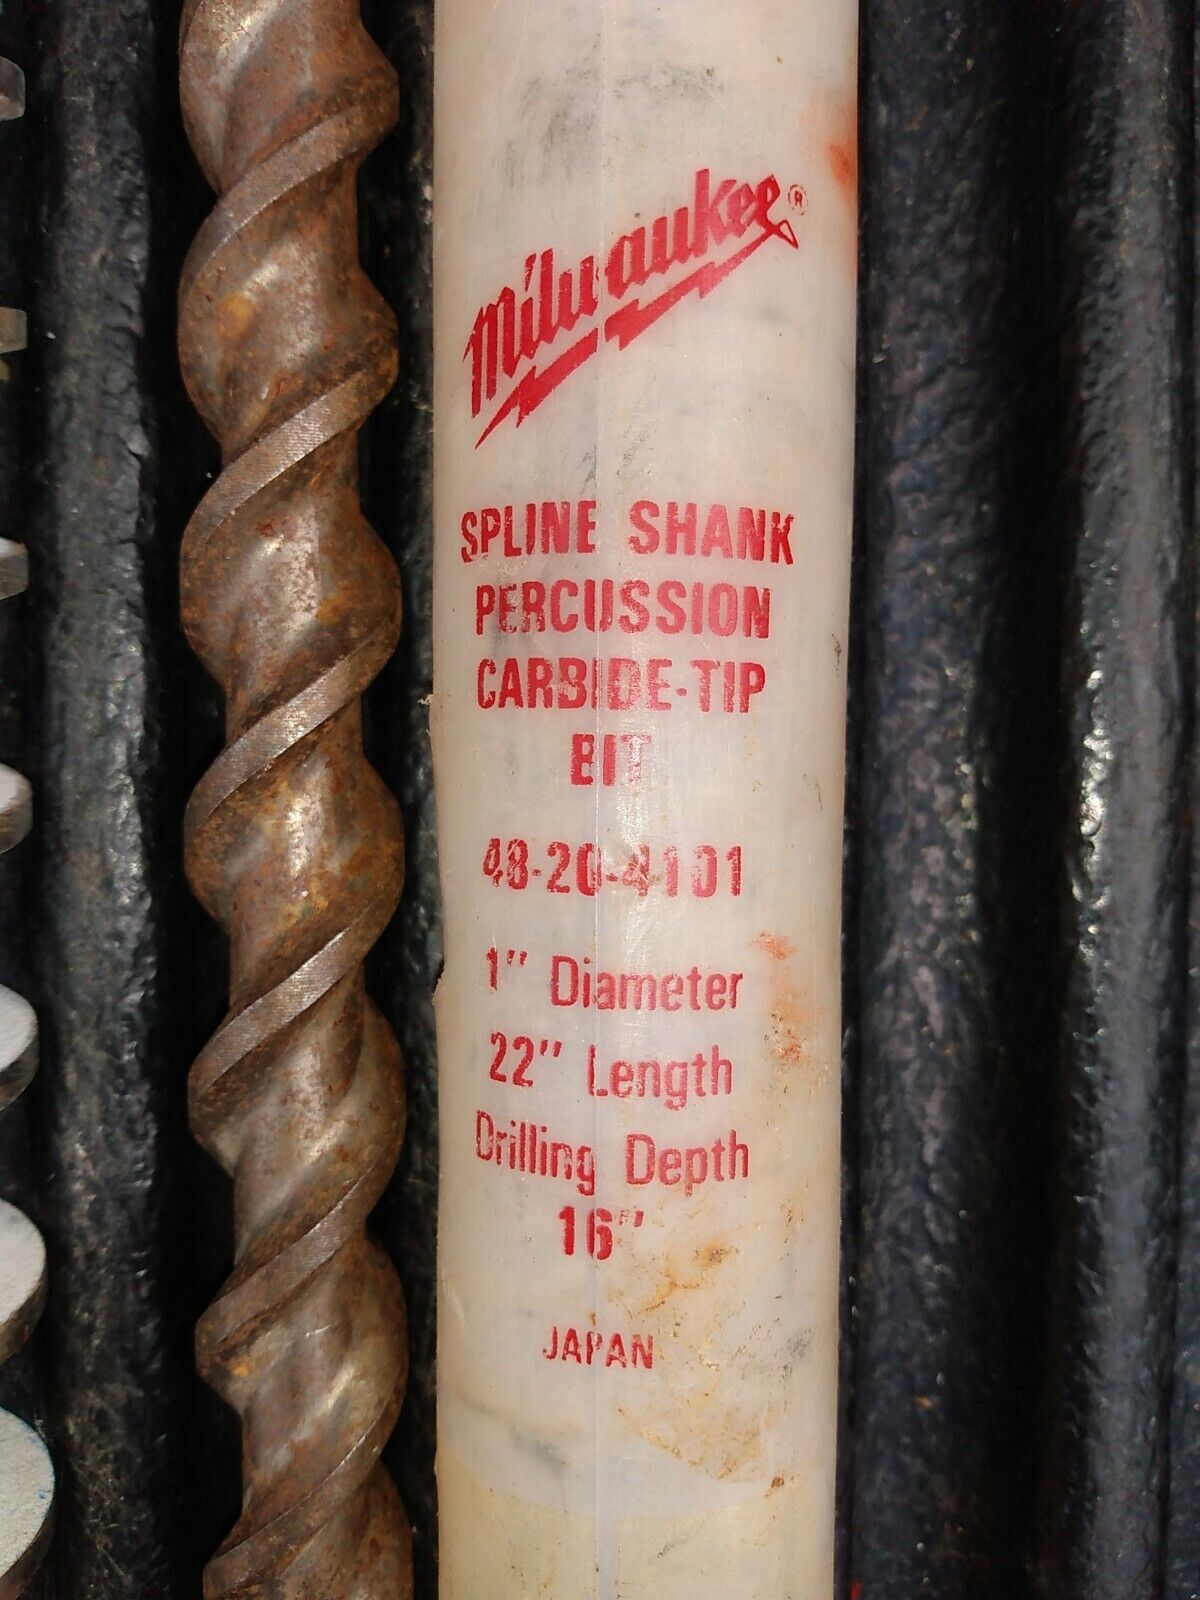 Milwaukee®
SPLINE SHANK
PERCUSSION
CARBIDE-TIP
BIT
48-20-4101
1" Diameter
22" Length
Drilling Depth
16"
JAPAN